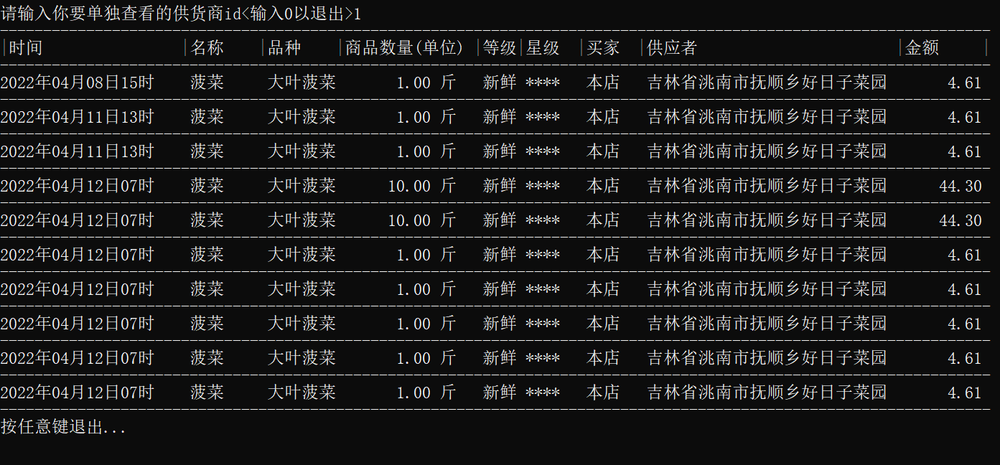 请输入你要单独查看的供货商id<输入0以退出>1
|时间 |名称 |品种 |商品数量(单位) |等级|星级 |买家 |供应者 |金额 |
2022年04月08日15时 菠菜 大叶菠菜 1.00 斤 新鲜 **** 本店 吉林省洮南市抚顺乡好日子菜园 4.61
2022年04月11日13时 菠菜 大叶菠菜 1.00 斤 新鲜 **** 本店 吉林省洮南市抚顺乡好日子菜园 4.61
2022年04月11日13时 菠菜 大叶菠菜 1.00 斤 新鲜 **** 本店 吉林省洮南市抚顺乡好日子菜园 4.61
2022年04月12日07时 菠菜 大叶菠菜 10.00 斤 新鲜 **** 本店 吉林省洮南市抚顺乡好日子菜园 44.30
2022年04月12日07时 菠菜 大叶菠菜 10.00 斤 新鲜 **** 本店 吉林省洮南市抚顺乡好日子菜园 44.30
2022年04月12日07时 菠菜 大叶菠菜 1.00 斤 新鲜 **** 本店 吉林省洮南市抚顺乡好日子菜园 4.61
2022年04月12日07时 菠菜 大叶菠菜 1.00 斤 新鲜 **** 本店 吉林省洮南市抚顺乡好日子菜园 4.61
2022年04月12日07时 菠菜 大叶菠菜 1.00 斤 新鲜 **** 本店 吉林省洮南市抚顺乡好日子菜园 4.61
2022年04月12日07时 菠菜 大叶菠菜 1.00 斤 新鲜 **** 本店 吉林省洮南市抚顺乡好日子菜园 4.61
2022年04月12日07时 菠菜 大叶菠菜 1.00 斤 新鲜 **** 本店 吉林省洮南市抚顺乡好日子菜园 4.61
按任意键退出...